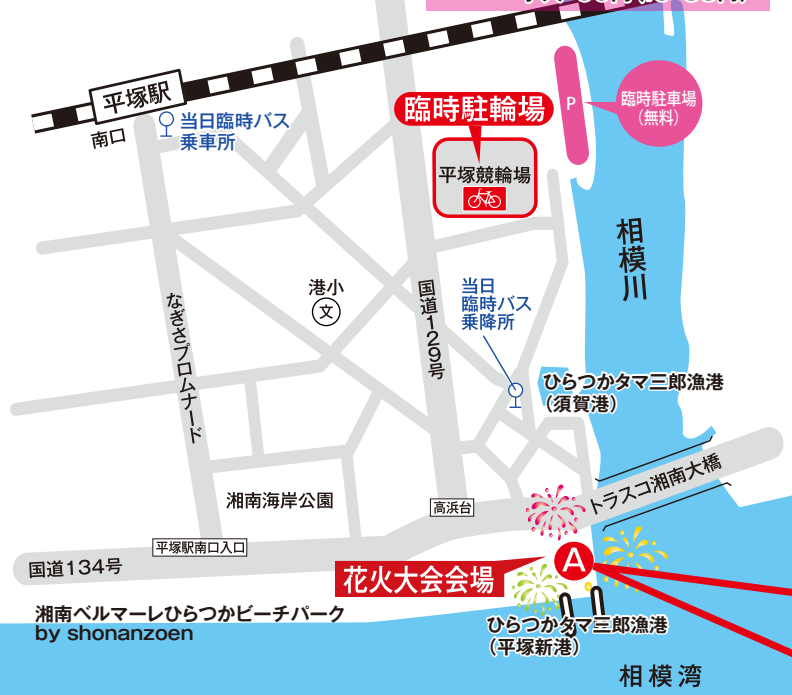 平塚駅
南口
当日臨時バス
乗車所
臨時駐輪場
平塚競輪場
P
臨時駐車場
（無料）
相模川
港小
文
国道129号
当日
臨時バス
乗降所
なぎさプロムナード
ひらつかタマ三郎漁港
（須賀港）
トラスコ湘南大橋
湘南海岸公園
高浜台
平塚駅南口入口
国道134号
花火大会会場
A
湘南ベルマーレひらつかビーチパーク
by shonanzoen
ひらつかタマ三郎漁港
（平塚新港）
相模湾